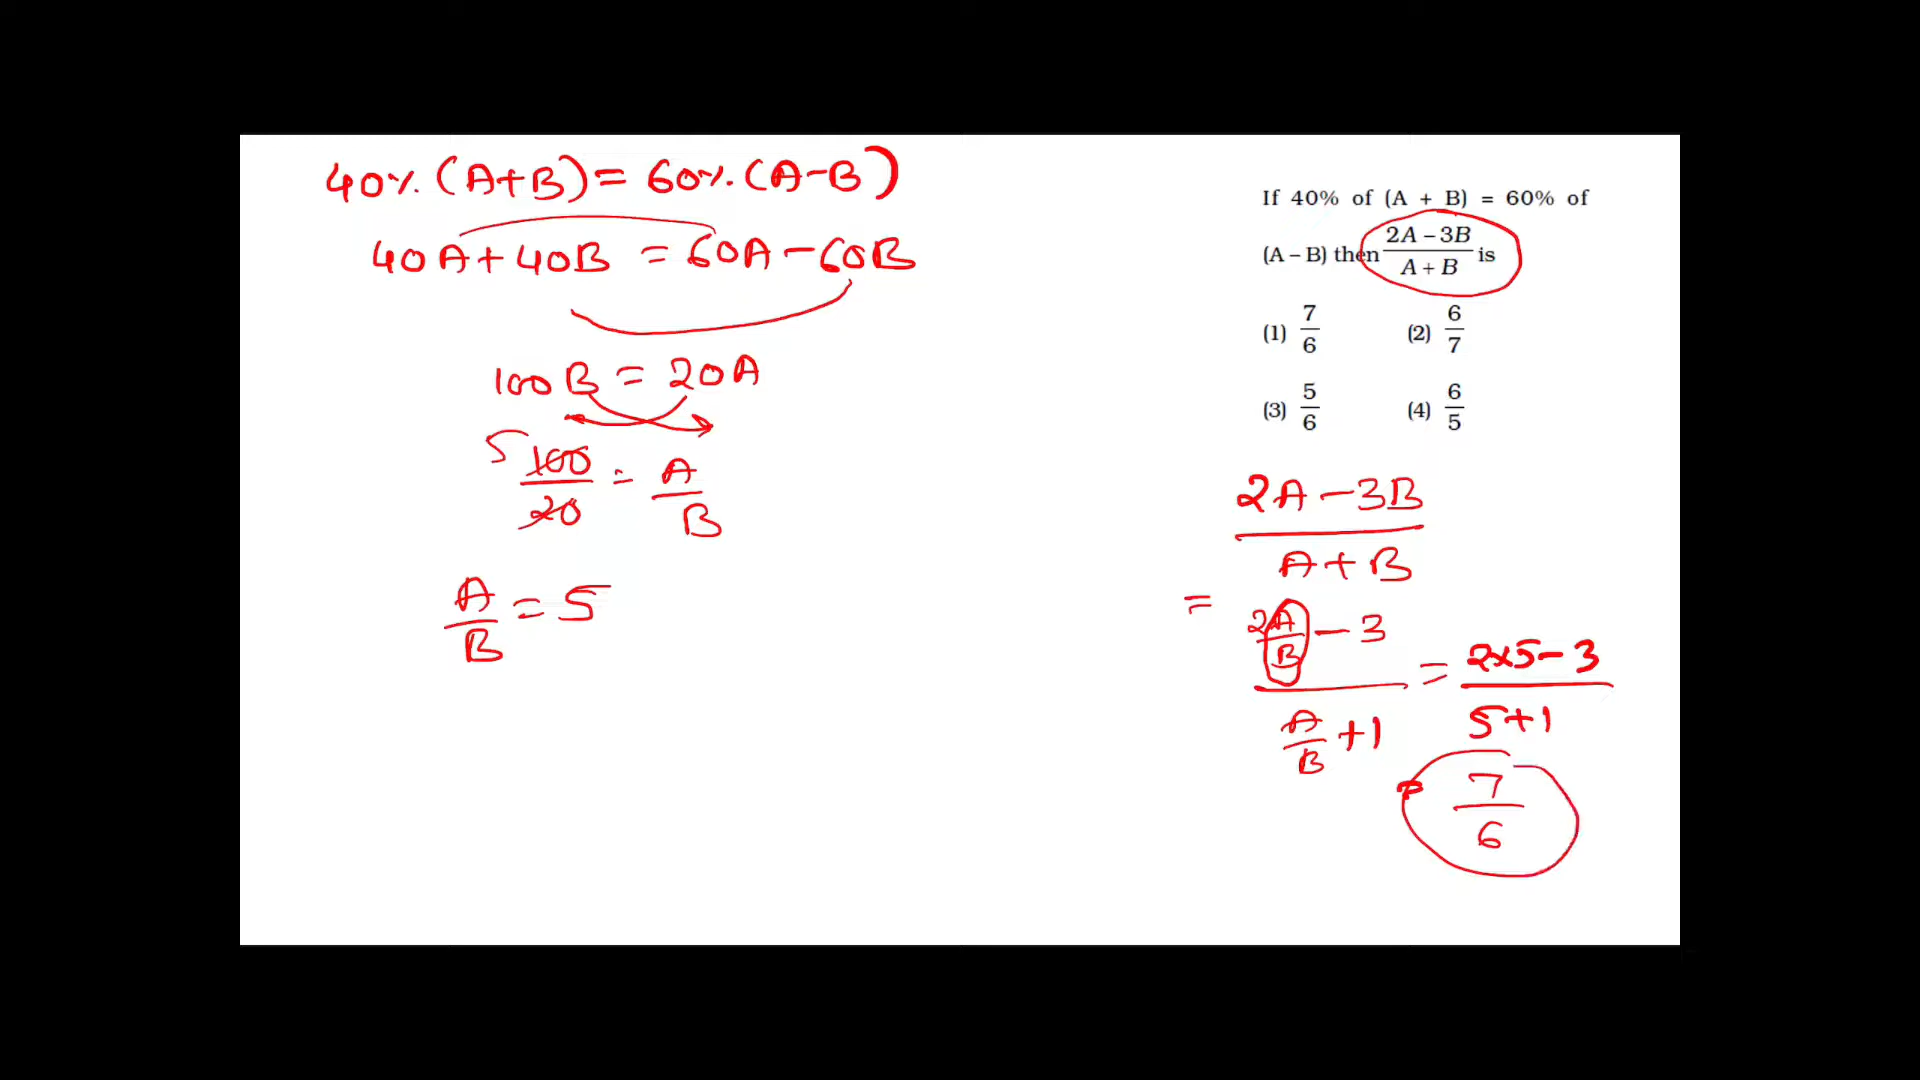 40%(A+B)=60%(A-B)
40A+40B = 60A-60B
100B = 20A
5 100/20 = A/B
A/B = 5
If 40% of (A + B) = 60% of
(A – B) then (2A – 3B)/(A + B) is
(1) 7/6 (2) 6/7
(3) 5/6 (4) 6/5
(2A-3B)/(A+B)
= (2A/B - 3)/(A/B + 1) = (2x5-3)/(5+1)
= 7/6